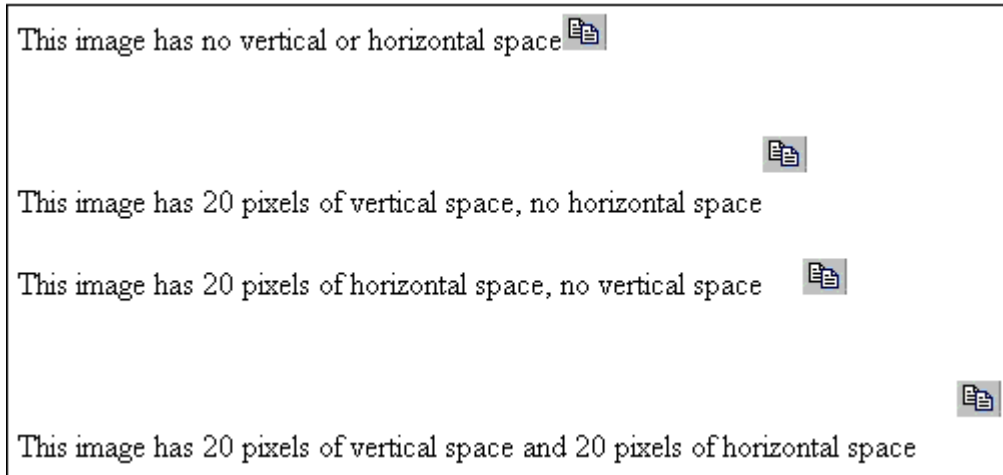 This image has no vertical or horizontal space
This image has 20 pixels of vertical space, no horizontal space
This image has 20 pixels of horizontal space, no vertical space
This image has 20 pixels of vertical space and 20 pixels of horizontal space